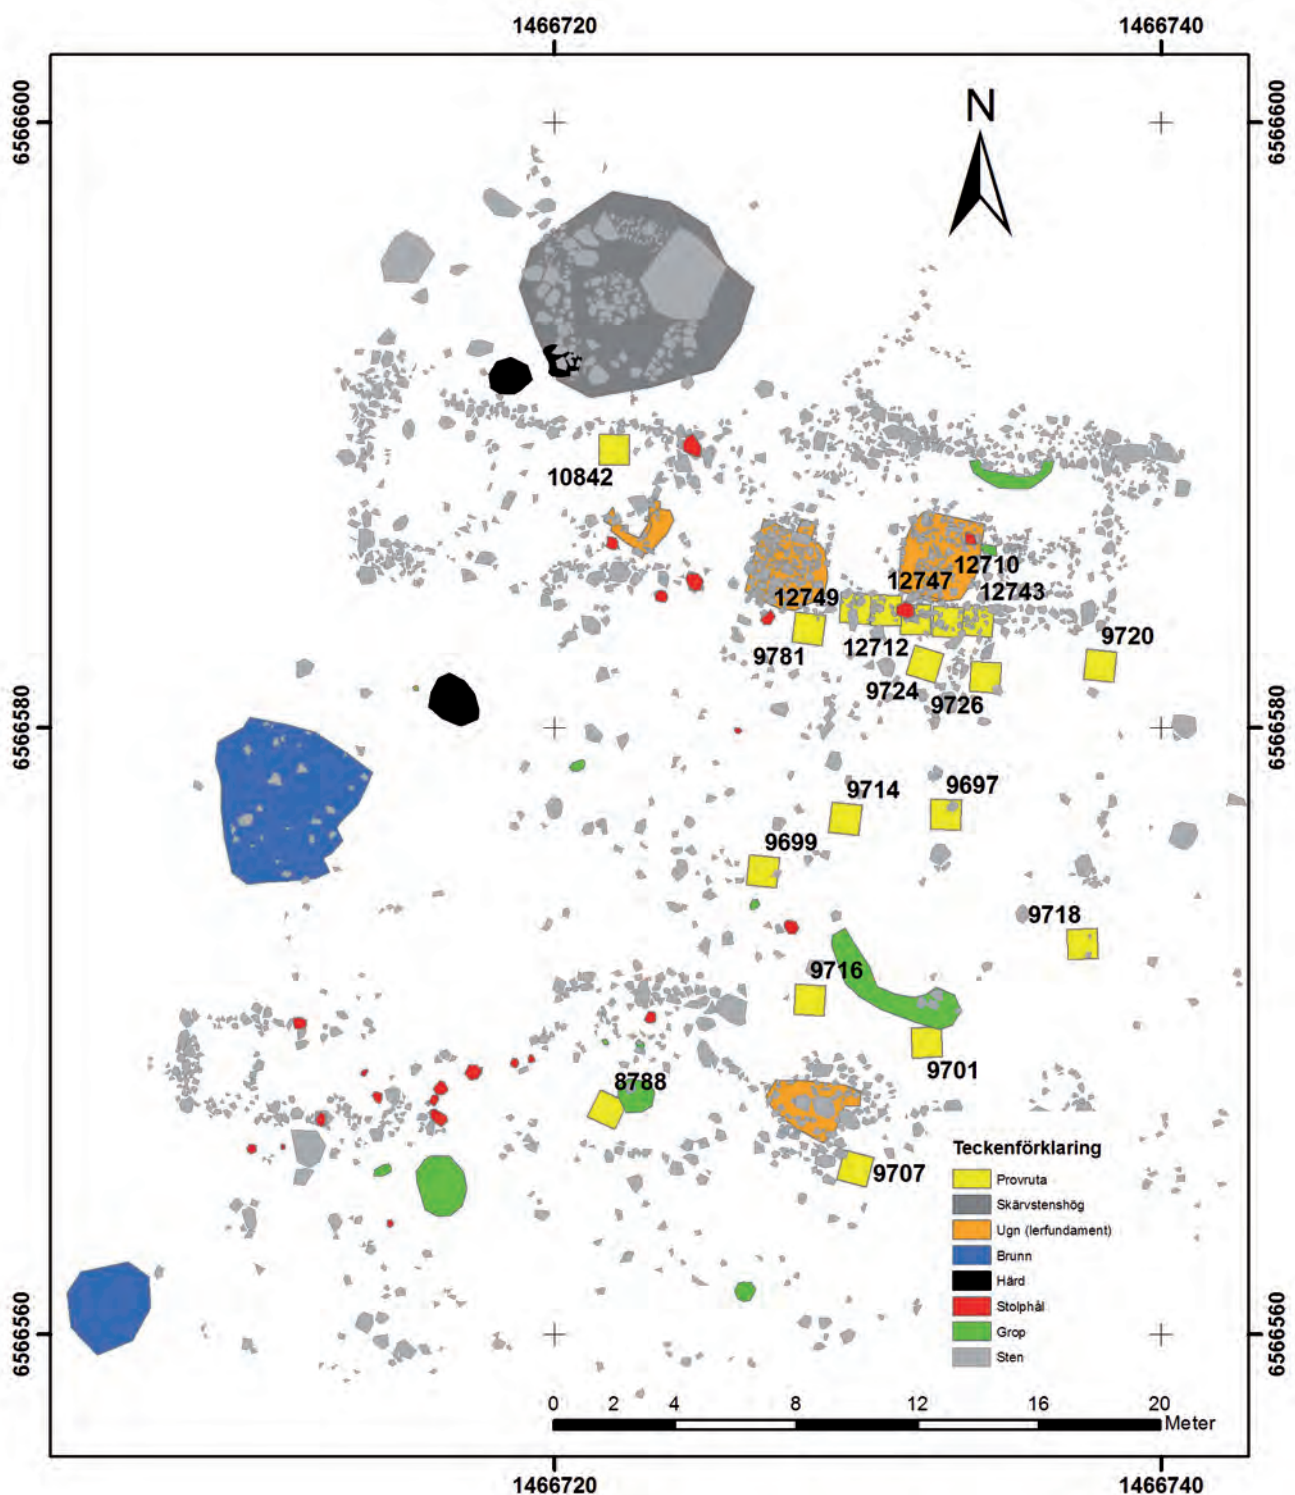 1466720 1466740
6566600 6566600
N
10842
12710
12747
12743
12749
9720
12712
9781
9724
9726
6566580 6566580
9714 9697
9699
9718
9716
9701
8788
9707
Teckenförklaring
Provruta
Skärvstenshög
Ugn (lerfundament)
Brunn
Härd
Stolphål
Grop
Sten
6566560 6566560
0 2 4 8 12 16 20
Meter
1466720 1466740